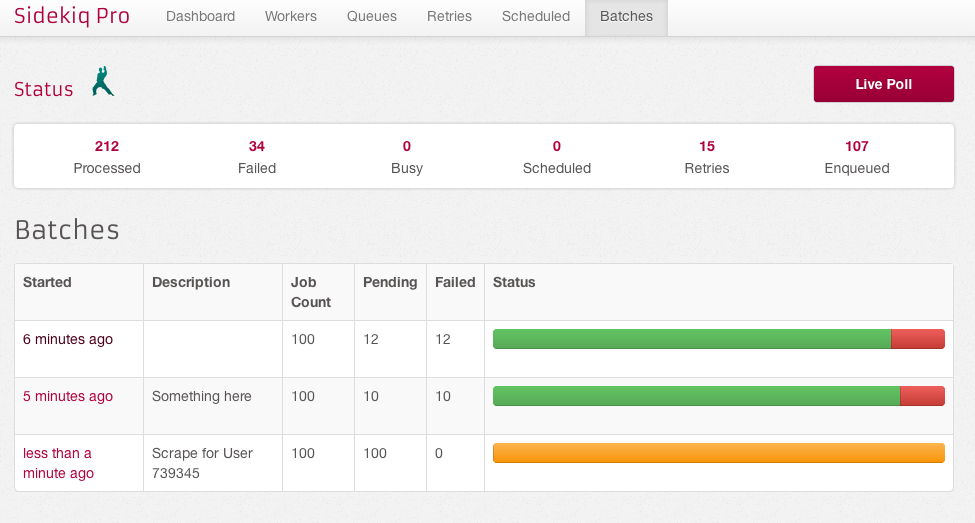 Sidekiq Pro Dashboard Workers Queues Retries Scheduled Batches
Status Live Poll
212 34 0 0 15 107
Processed Failed Busy Scheduled Retries Enqueued
Batches
Started Description Job Count Pending Failed Status
6 minutes ago 100 12 12
5 minutes ago Something here 100 10 10
less than a minute ago Scrape for User 739345 100 100 0